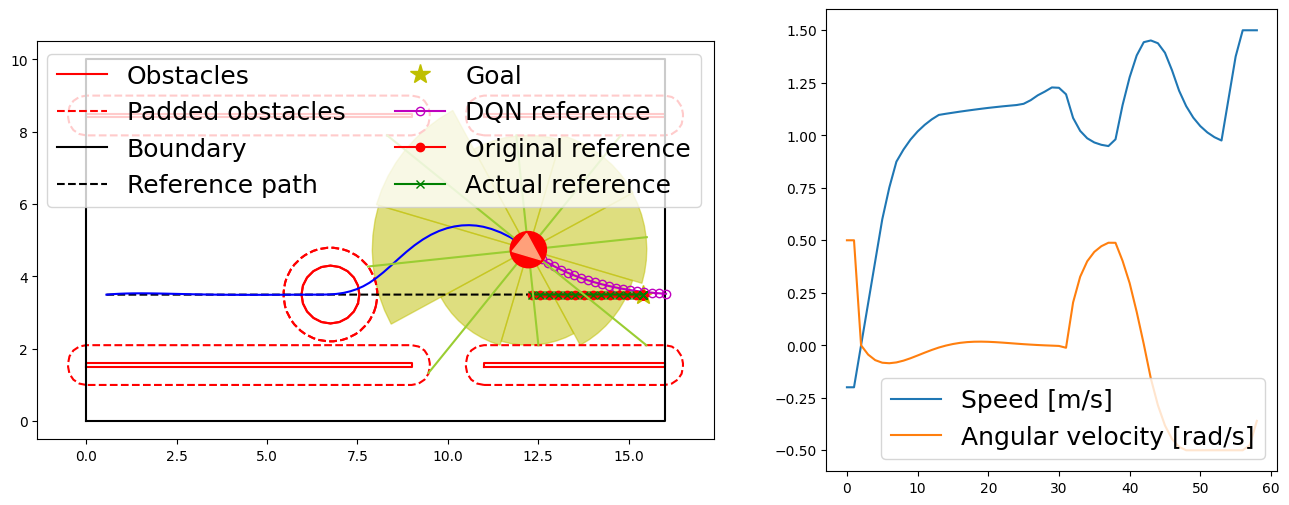 Obstacles
Padded obstacles
Boundary
Reference path
Goal
DQN reference
Original reference
Actual reference
10
8
6
4
2
0
0.0 2.5 5.0 7.5 10.0 12.5 15.0
1.50
1.25
1.00
0.75
0.50
0.25
0.00
−0.25
−0.50
Speed [m/s]
Angular velocity [rad/s]
0 10 20 30 40 50 60